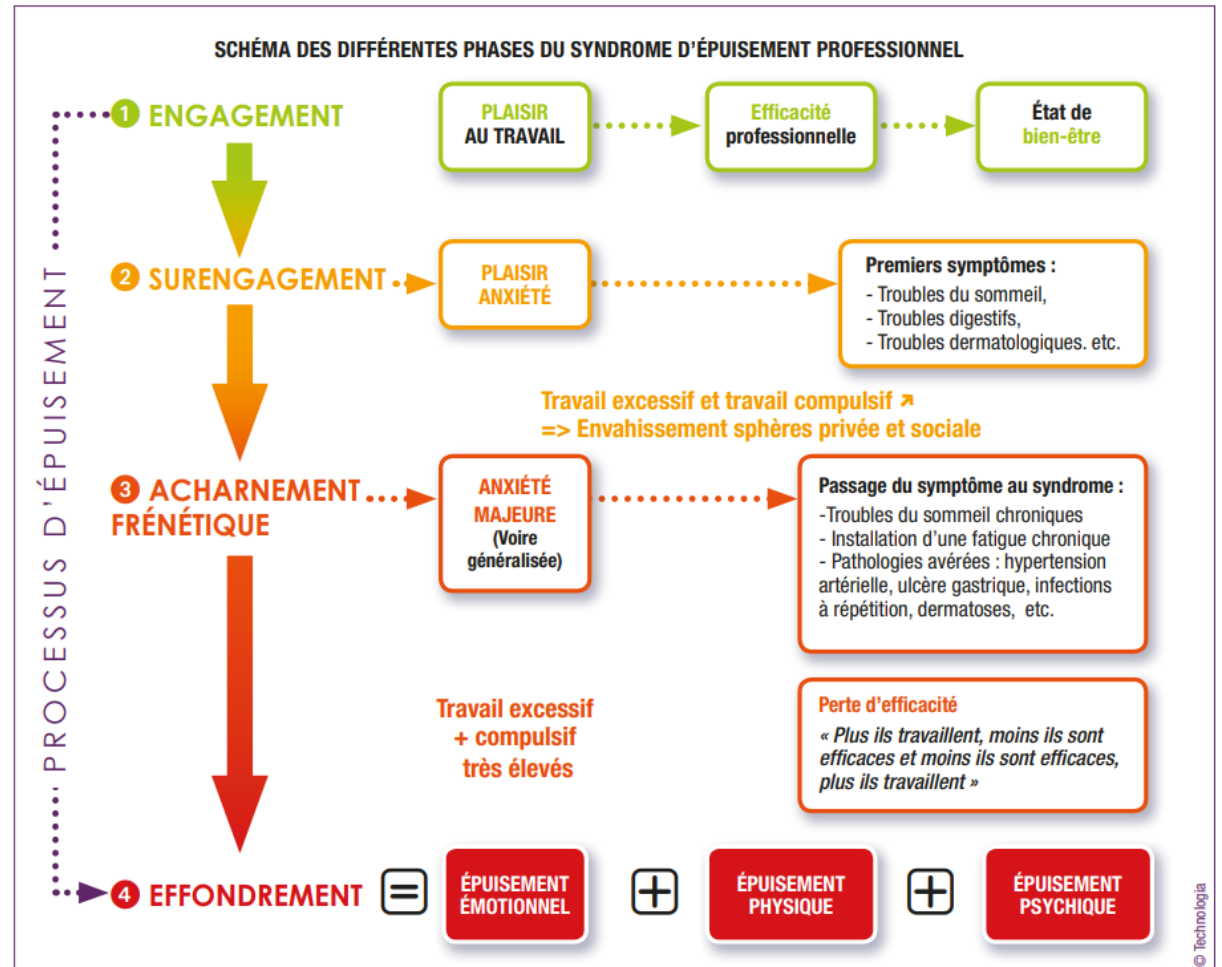 SCHÉMA DES DIFFÉRENTES PHASES DU SYNDROME D'ÉPUISEMENT PROFESSIONNEL
PROCESSUS D'ÉPUISEMENT
1 ENGAGEMENT
PLAISIR
AU TRAVAIL
Efficacité
professionnelle
État de
bien-être
2 SURENGAGEMENT
PLAISIR
ANXIÉTÉ
Premiers symptômes :
- Troubles du sommeil,
- Troubles digestifs,
- Troubles dermatologiques. etc.
Travail excessif et travail compulsif ↗
=> Envahissement sphères privée et sociale
3 ACHARNEMENT
FRÉNÉTIQUE
ANXIÉTÉ
MAJEURE
(Voire
généralisée)
Passage du symptôme au syndrome :
-Troubles du sommeil chroniques
- Installation d'une fatigue chronique
- Pathologies avérées : hypertension
artérielle, ulcère gastrique, infections
à répétition, dermatoses, etc.
Travail excessif
+ compulsif
très élevés
Perte d'efficacité
« Plus ils travaillent, moins ils sont
efficaces et moins ils sont efficaces,
plus ils travaillent »
4 EFFONDREMENT
=
ÉPUISEMENT
ÉMOTIONNEL
+
ÉPUISEMENT
PHYSIQUE
+
ÉPUISEMENT
PSYCHIQUE
© Technologia